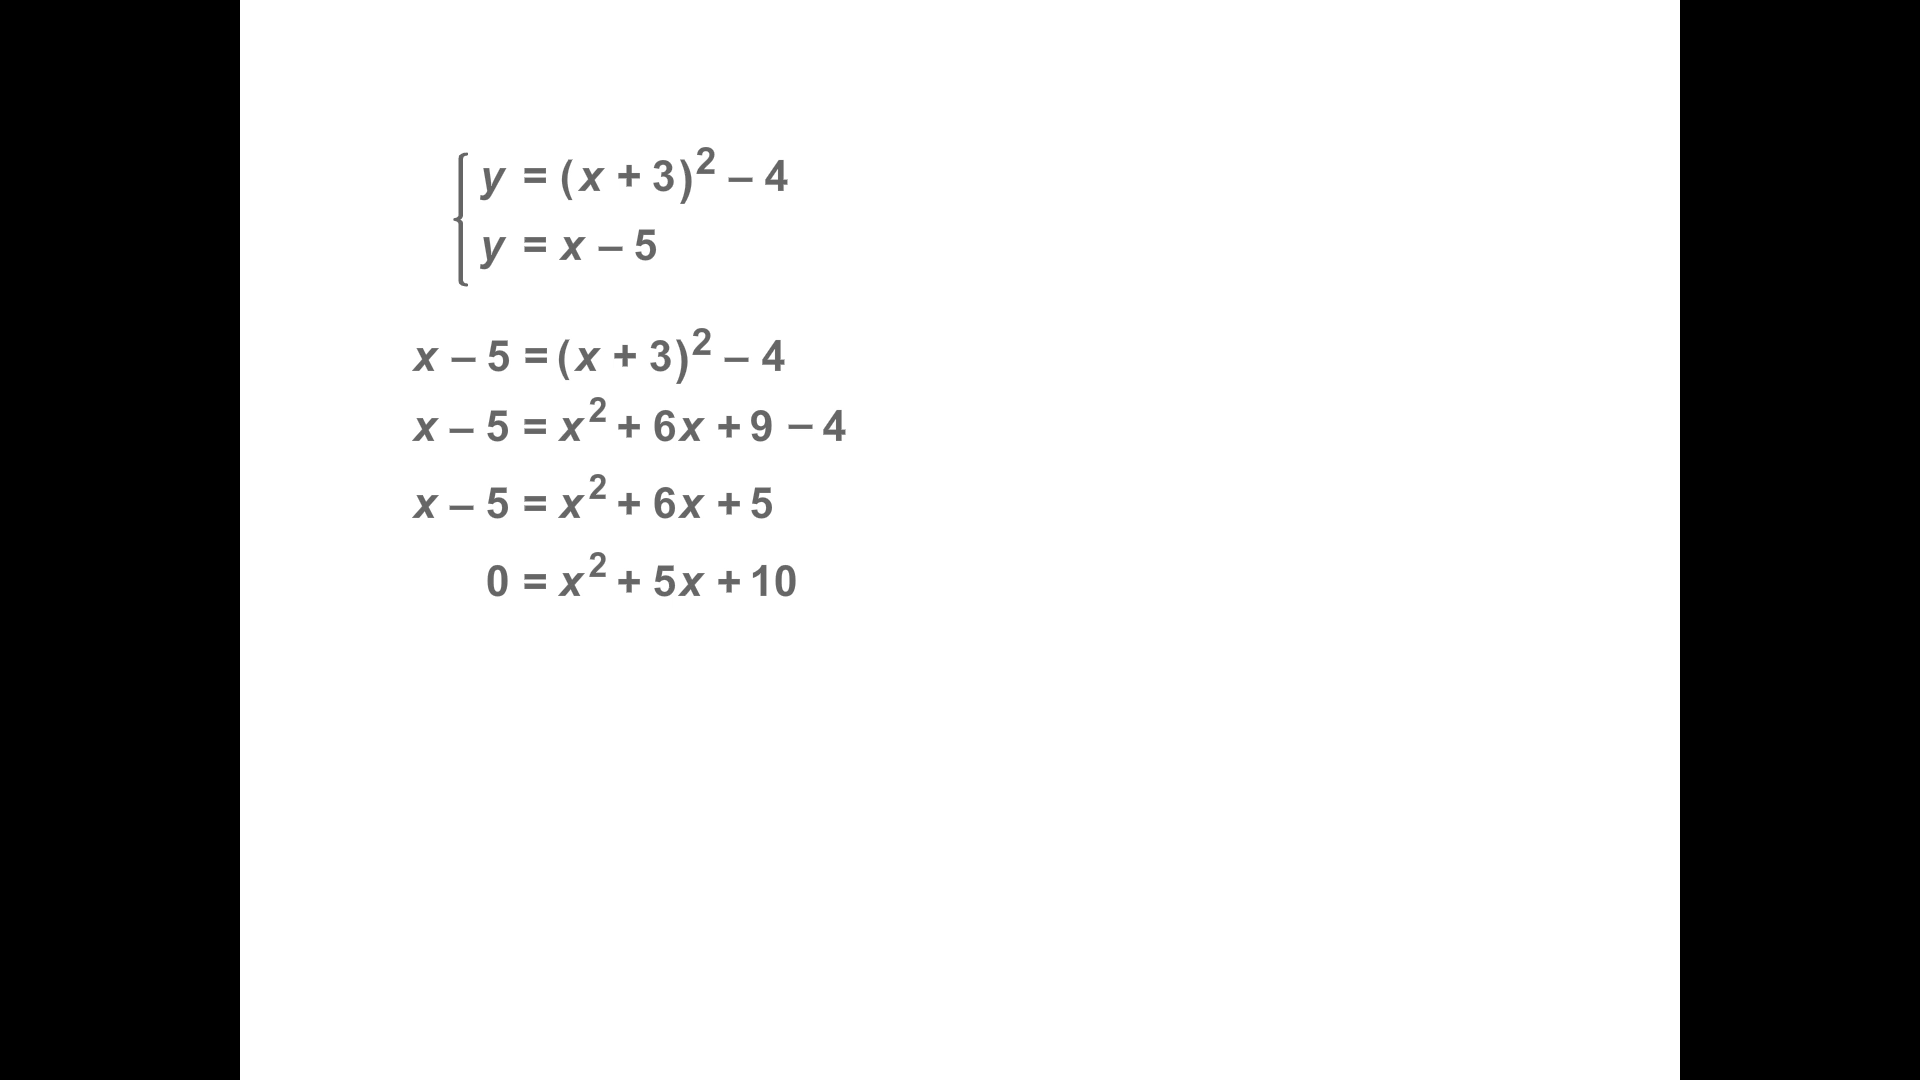 y = (x + 3)² – 4
y = x – 5
x – 5 = (x + 3)² – 4
x – 5 = x² + 6x + 9 – 4
x – 5 = x² + 6x + 5
0 = x² + 5x + 10